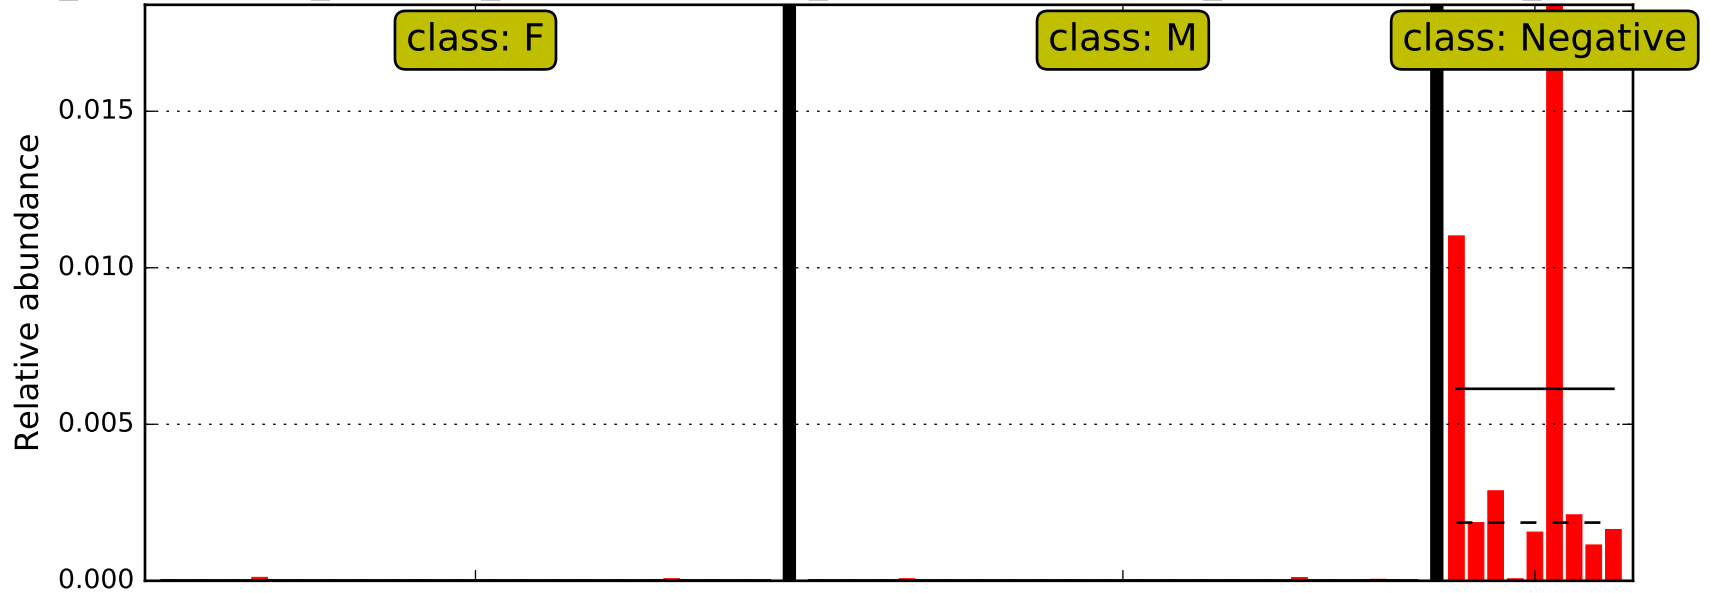 class: F
class: M
class: Negative
0.015
0.010
0.005
0.000
Relative abundance